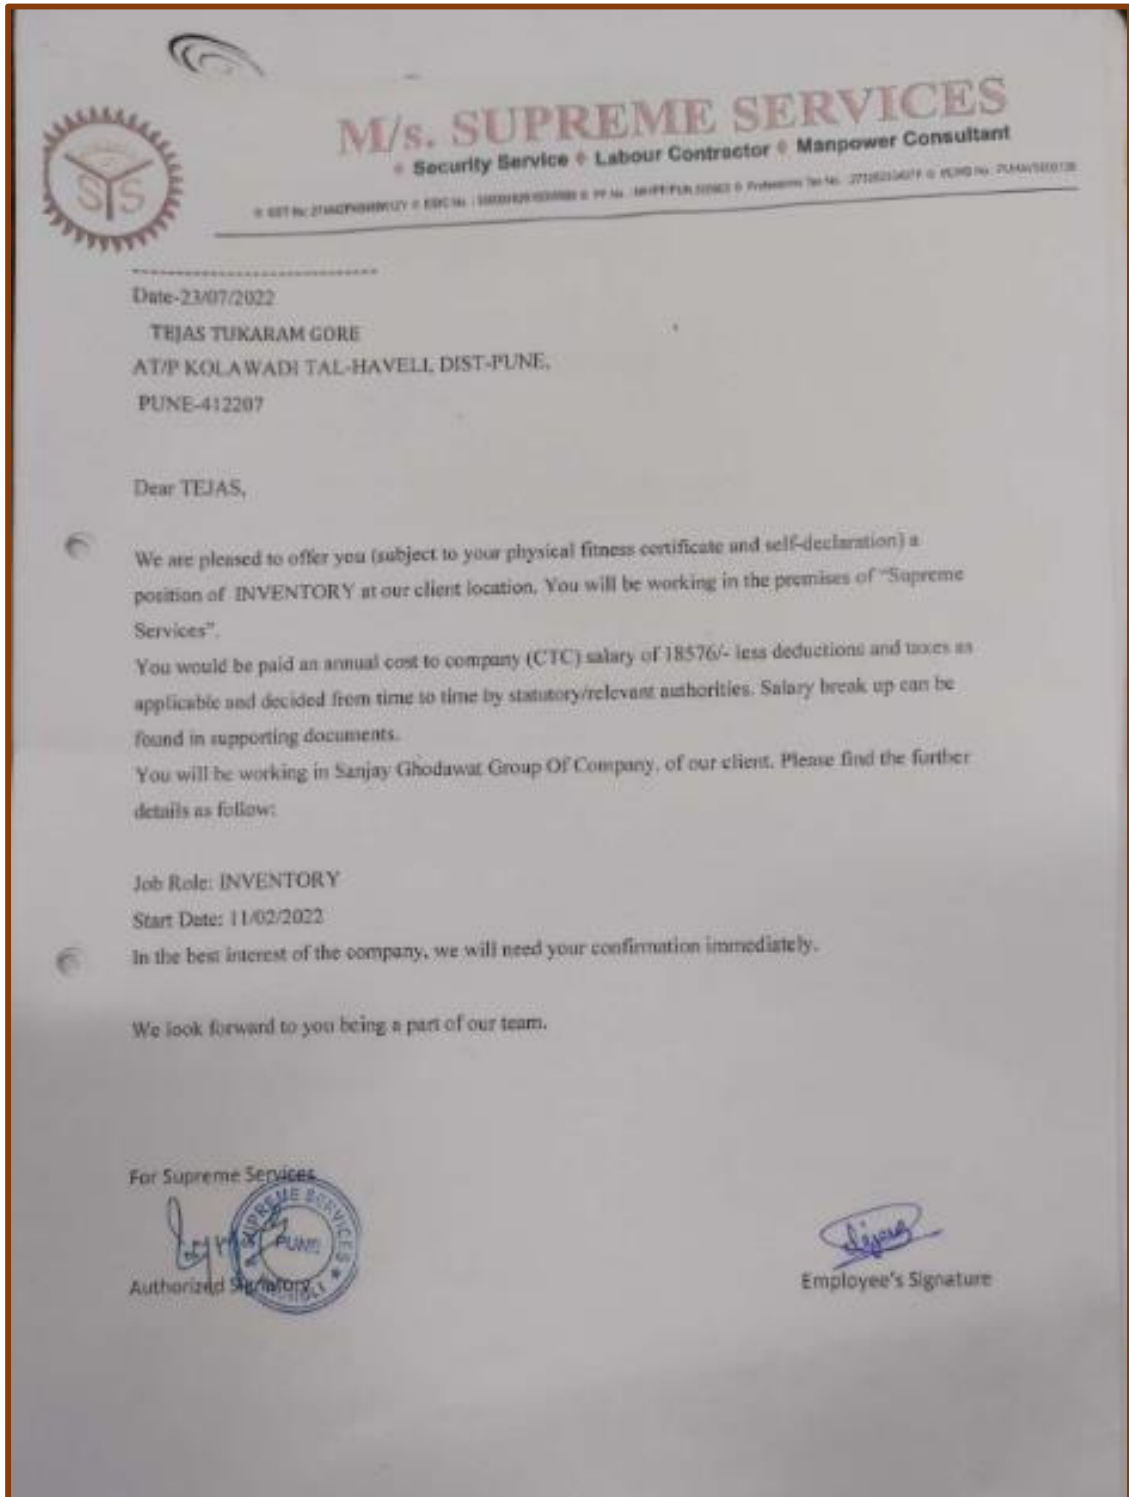 M/s. SUPREME SERVICES
Security Service Labour Contractor Manpower Consultant
SYS
--------------------------
Date-23/07/2022
TEJAS TUKARAM GORE
AT/P KOLAWADI TAL-HAVELI, DIST-PUNE,
PUNE-412207
Dear TEJAS,
We are pleased to offer you (subject to your physical fitness certificate and self-declaration) a
position of INVENTORY at our client location. You will be working in the premises of "Supreme
Services".
You would be paid an annual cost to company (CTC) salary of 18576/- less deductions and taxes as
applicable and decided from time to time by statutory/relevant authorities. Salary break up can be
found in supporting documents.
You will be working in Sanjay Ghodawat Group Of Company, of our client. Please find the further
details as follow:
Job Role: INVENTORY
Start Date: 11/02/2022
In the best interest of the company, we will need your confirmation immediately.
We look forward to you being a part of our team.
For Supreme Services
SUPREME SERVICES
PUNE
Authorized Signatory
Tejas
Employee's Signature